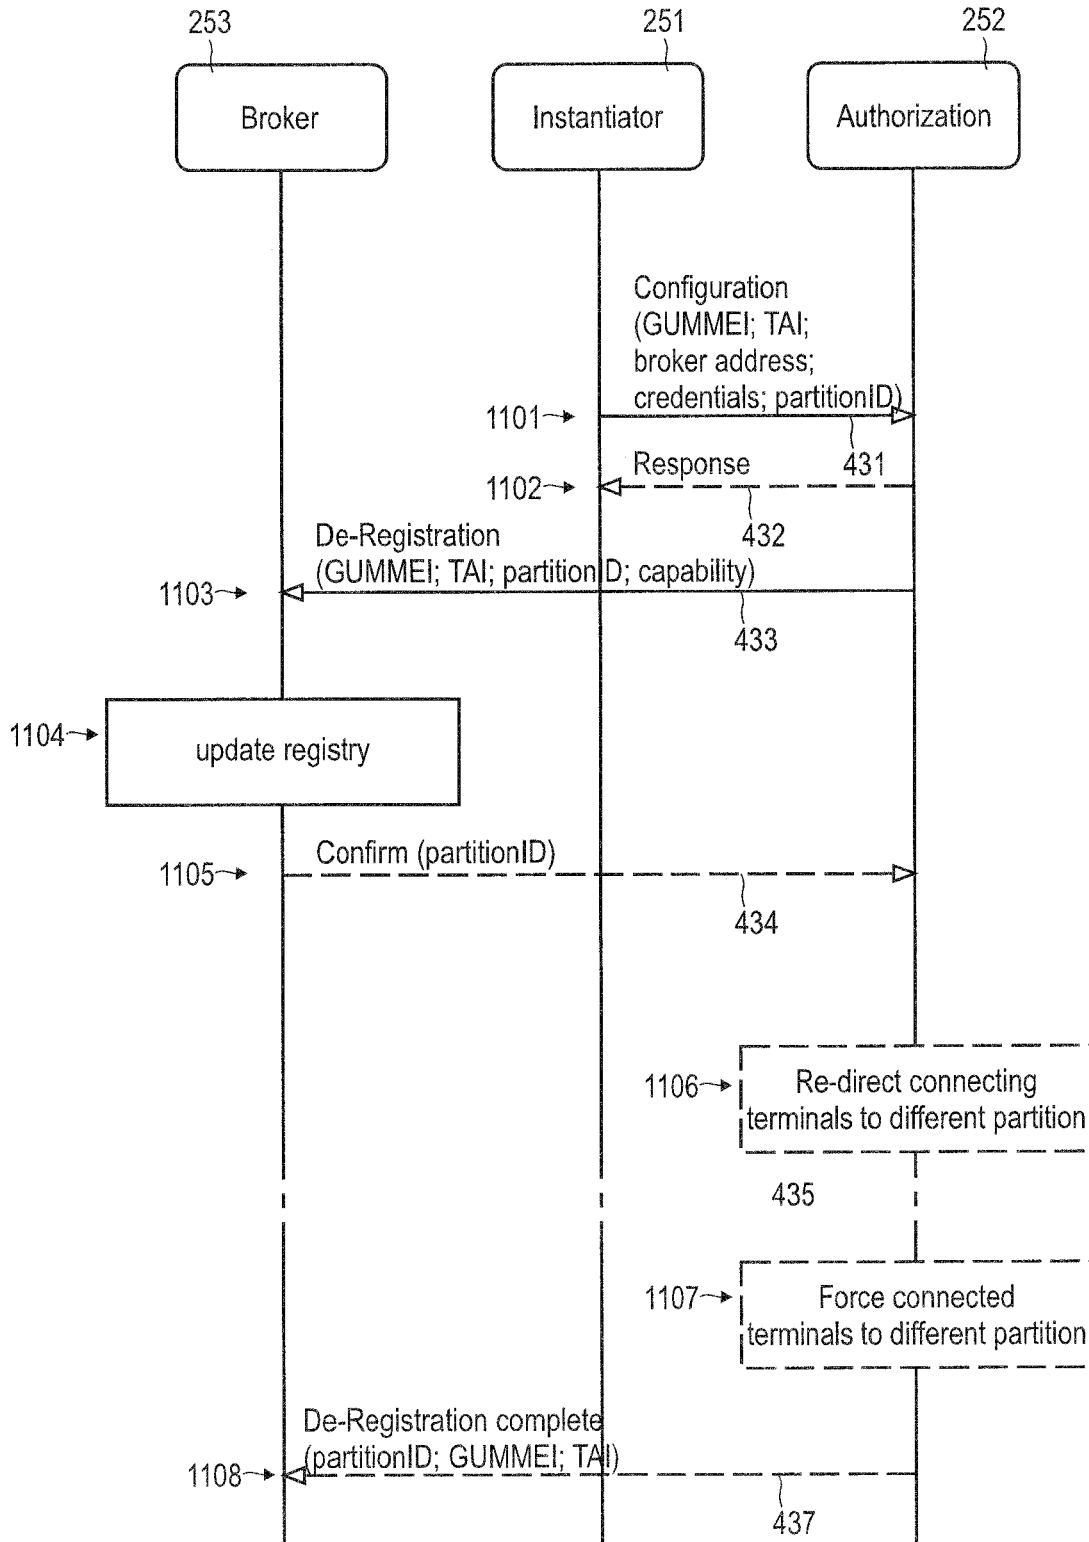 253
251
252
Broker
Instantiator
Authorization
Configuration
(GUMMEI; TAI;
broker address;
credentials; partitionID)
1101
431
Response
1102
432
De-Registration
(GUMMEI; TAI; partitionID; capability)
1103
433
1104
update registry
Confirm (partitionID)
1105
434
1106
Re-direct connecting
terminals to different partition
435
1107
Force connected
terminals to different partition
De-Registration complete
(partitionID; GUMMEI; TAI)
1108
437